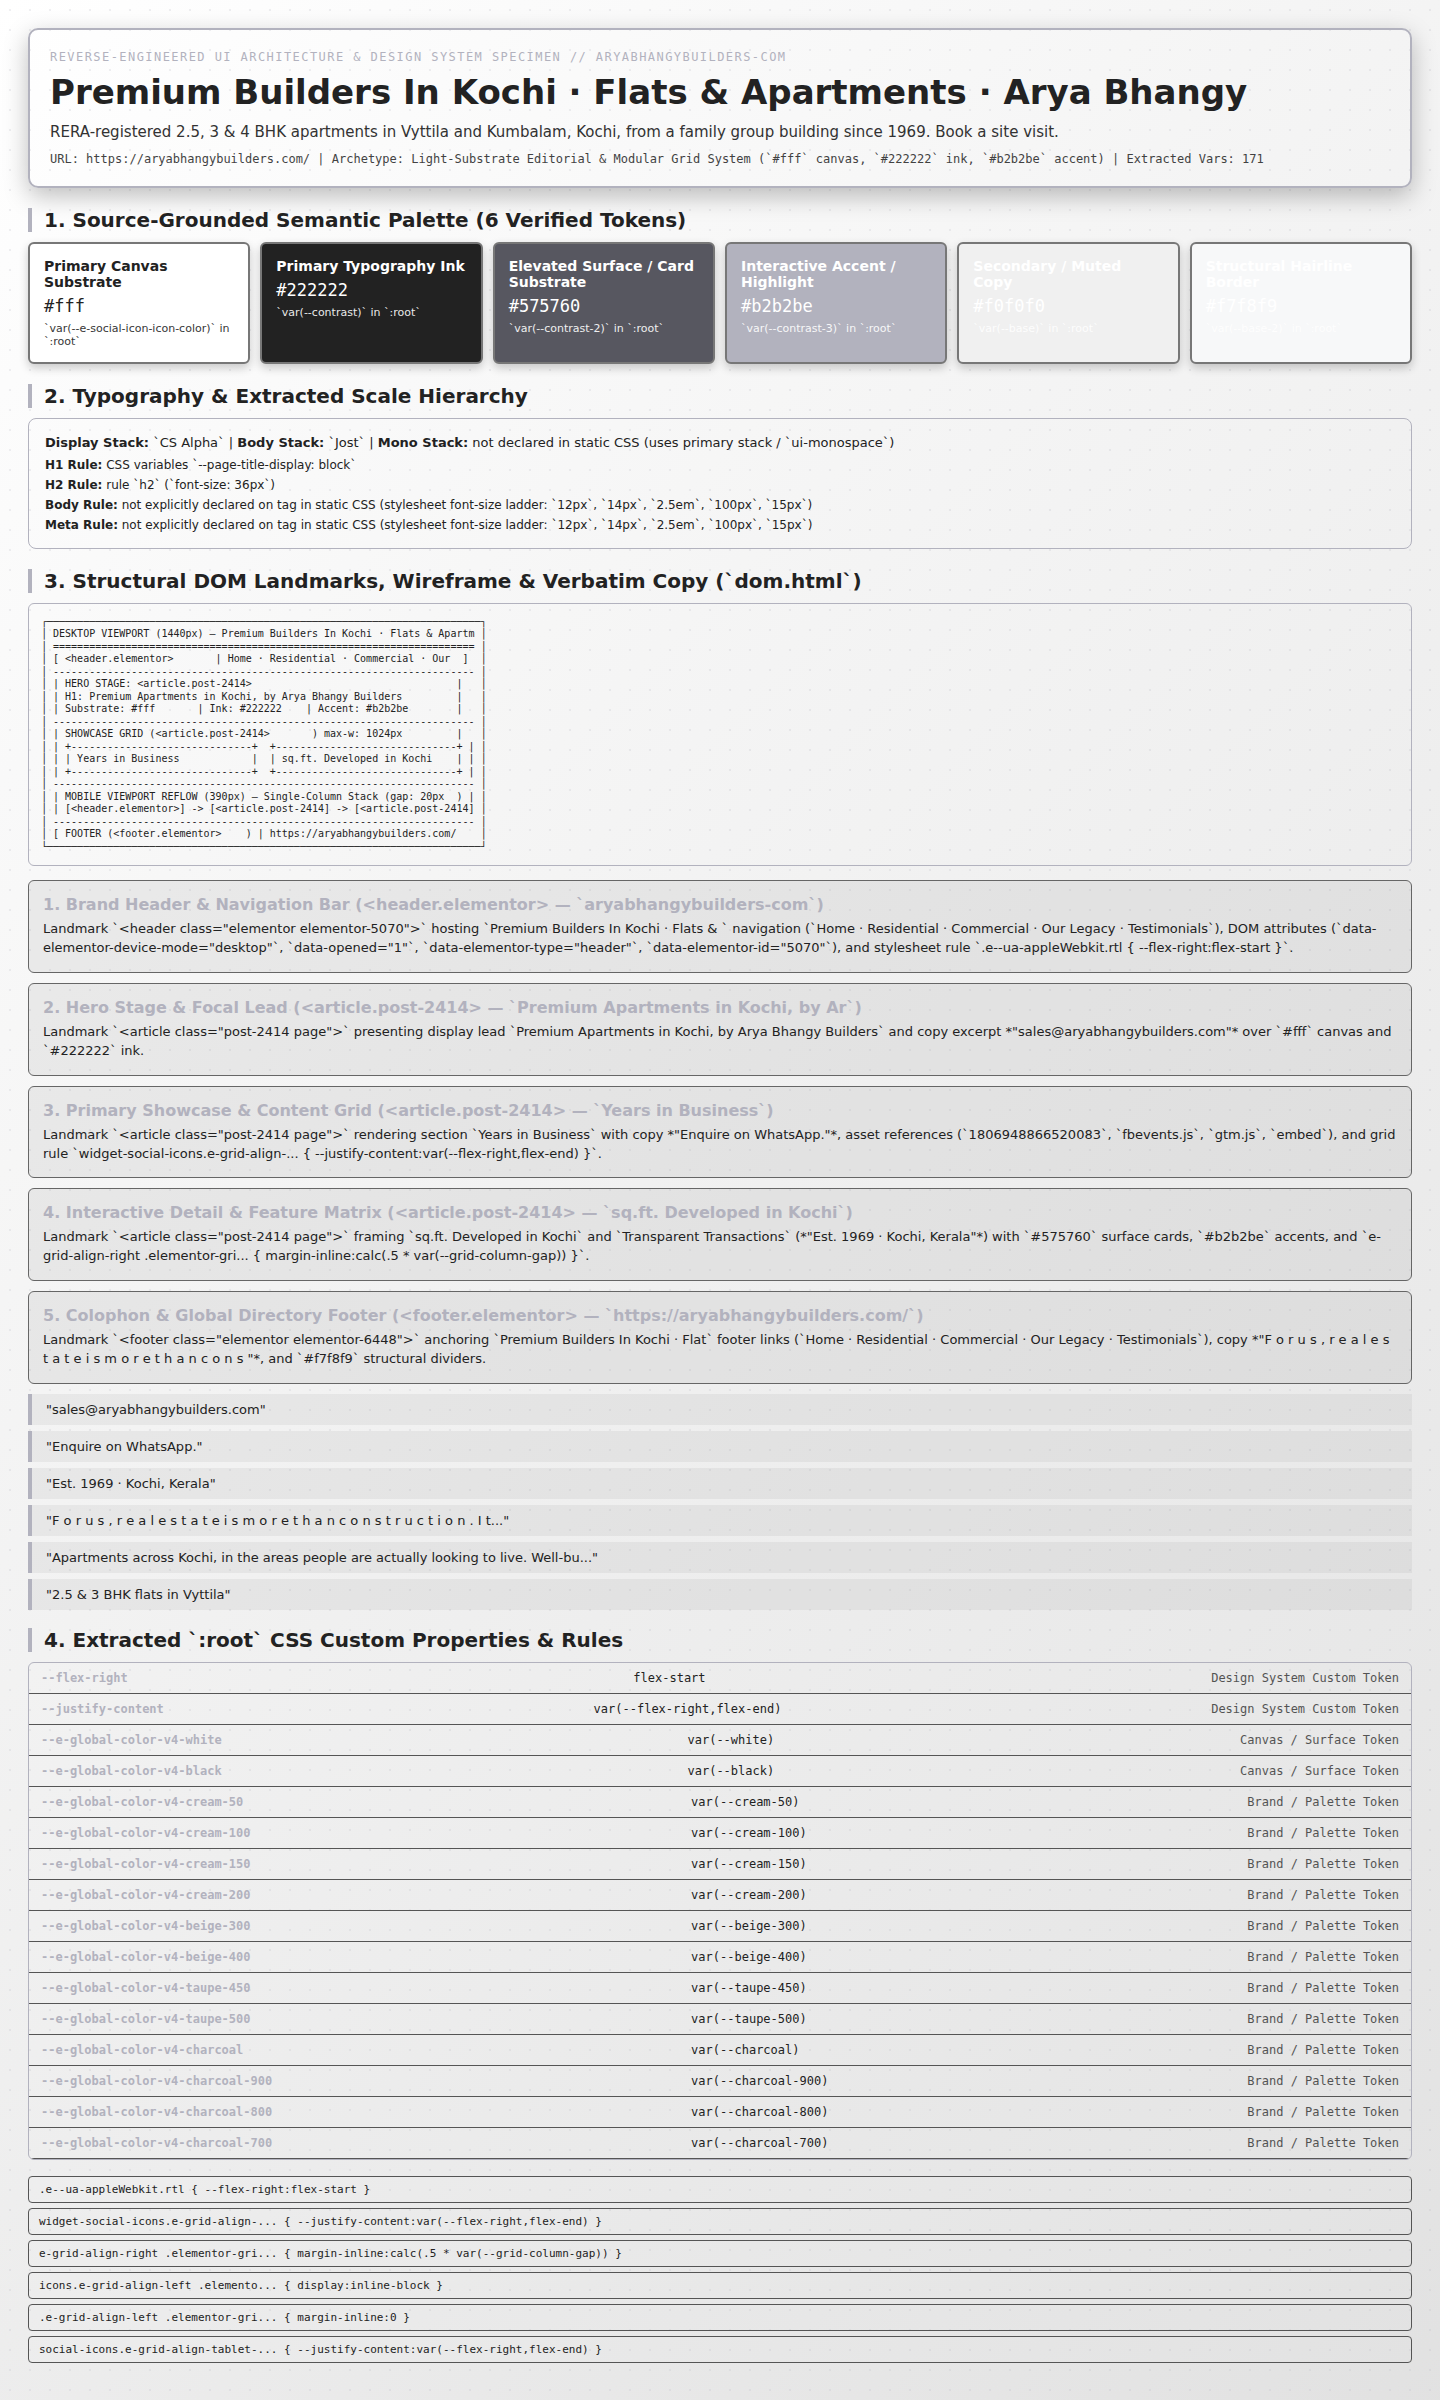 REVERSE-ENGINEERED UI ARCHITECTURE & DESIGN SYSTEM SPECIMEN // ARYABHANGYBUILDERS-COM
Premium Builders In Kochi · Flats & Apartments · Arya Bhangy
RERA-registered 2.5, 3 & 4 BHK apartments in Vyttila and Kumbalam, Kochi, from a family group building since 1969. Book a site visit.
URL: https://aryabhangybuilders.com/ | Archetype: Light-Substrate Editorial & Modular Grid System (`#fff` canvas, `#222222` ink, `#b2b2be` accent) | Extracted Vars: 171
1. Source-Grounded Semantic Palette (6 Verified Tokens)
Primary Canvas
Substrate
#fff
`var(--e-social-icon-icon-color)` in
`:root`
Primary Typography Ink
#222222
`var(--contrast)` in `:root`
Elevated Surface / Card
Substrate
#575760
`var(--contrast-2)` in `:root`
Interactive Accent /
Highlight
#b2b2be
`var(--contrast-3)` in `:root`
Secondary / Muted
Copy
#f0f0f0
`var(--base)` in `:root`
Structural Hairline
Border
#f7f8f9
2. Typography & Extracted Scale Hierarchy
Display Stack: `CS Alpha` | Body Stack: `Jost` | Mono Stack: not declared in static CSS (uses primary stack / `ui-monospace`)
H1 Rule: CSS variables `--page-title-display: block`
H2 Rule: rule `h2` (`font-size: 36px`)
Body Rule: not explicitly declared on tag in static CSS (stylesheet font-size ladder: `12px`, `14px`, `2.5em`, `100px`, `15px`)
Meta Rule: not explicitly declared on tag in static CSS (stylesheet font-size ladder: `12px`, `14px`, `2.5em`, `100px`, `15px`)
3. Structural DOM Landmarks, Wireframe & Verbatim Copy (`dom.html`)
DESKTOP VIEWPORT (1440px) — Premium Builders In Kochi · Flats & Apartm
======================================================================
[ <header.elementor>       | Home · Residential · Commercial · Our  ]
----------------------------------------------------------------------
| HERO STAGE: <article.post-2414>                                  |
| H1: Premium Apartments in Kochi, by Arya Bhangy Builders         |
| Substrate: #fff       | Ink: #222222    | Accent: #b2b2be        |
----------------------------------------------------------------------
| SHOWCASE GRID (<article.post-2414>       ) max-w: 1024px         |
| +------------------------------+  +------------------------------+ |
| | Years in Business            |  | sq.ft. Developed in Kochi    | |
| +------------------------------+  +------------------------------+ |
----------------------------------------------------------------------
| MOBILE VIEWPORT REFLOW (390px) — Single-Column Stack (gap: 20px  ) |
| [<header.elementor>] -> [<article.post-2414] -> [<article.post-2414]
----------------------------------------------------------------------
[ FOOTER (<footer.elementor>    ) | https://aryabhangybuilders.com/
1. Brand Header & Navigation Bar (<header.elementor> — `aryabhangybuilders-com`)
Landmark `<header class="elementor elementor-5070">` hosting `Premium Builders In Kochi · Flats & ` navigation (`Home · Residential · Commercial · Our Legacy · Testimonials`), DOM attributes (`data-
elementor-device-mode="desktop"`, `data-opened="1"`, `data-elementor-type="header"`, `data-elementor-id="5070"`), and stylesheet rule `.e--ua-appleWebkit.rtl { --flex-right:flex-start }`.
2. Hero Stage & Focal Lead (<article.post-2414> — `Premium Apartments in Kochi, by Ar`)
Landmark `<article class="post-2414 page">` presenting display lead `Premium Apartments in Kochi, by Arya Bhangy Builders` and copy excerpt *"sales@aryabhangybuilders.com"* over `#fff` canvas and
`#222222` ink.
3. Primary Showcase & Content Grid (<article.post-2414> — `Years in Business`)
Landmark `<article class="post-2414 page">` rendering section `Years in Business` with copy *"Enquire on WhatsApp."*, asset references (`1806948866520083`, `fbevents.js`, `gtm.js`, `embed`), and grid
rule `widget-social-icons.e-grid-align-... { --justify-content:var(--flex-right,flex-end) }`.
4. Interactive Detail & Feature Matrix (<article.post-2414> — `sq.ft. Developed in Kochi`)
Landmark `<article class="post-2414 page">` framing `sq.ft. Developed in Kochi` and `Transparent Transactions` (*"Est. 1969 · Kochi, Kerala"*) with `#575760` surface cards, `#b2b2be` accents, and `e-
grid-align-right .elementor-gri... { margin-inline:calc(.5 * var(--grid-column-gap)) }`.
5. Colophon & Global Directory Footer (<footer.elementor> — `https://aryabhangybuilders.com/`)
Landmark `<footer class="elementor elementor-6448">` anchoring `Premium Builders In Kochi · Flat` footer links (`Home · Residential · Commercial · Our Legacy · Testimonials`), copy *"F o r u s , r e a l e s
t a t e i s m o r e t h a n c o n s "*, and `#f7f8f9` structural dividers.
"sales@aryabhangybuilders.com"
"Enquire on WhatsApp."
"Est. 1969 · Kochi, Kerala"
"F o r u s , r e a l e s t a t e i s m o r e t h a n c o n s t r u c t i o n . I t..."
"Apartments across Kochi, in the areas people are actually looking to live. Well-bu..."
"2.5 & 3 BHK flats in Vyttila"
4. Extracted `:root` CSS Custom Properties & Rules
--flex-right flex-start Design System Custom Token
--justify-content var(--flex-right,flex-end) Design System Custom Token
--e-global-color-v4-white var(--white) Canvas / Surface Token
--e-global-color-v4-black var(--black) Canvas / Surface Token
--e-global-color-v4-cream-50 var(--cream-50) Brand / Palette Token
--e-global-color-v4-cream-100 var(--cream-100) Brand / Palette Token
--e-global-color-v4-cream-150 var(--cream-150) Brand / Palette Token
--e-global-color-v4-cream-200 var(--cream-200) Brand / Palette Token
--e-global-color-v4-beige-300 var(--beige-300) Brand / Palette Token
--e-global-color-v4-beige-400 var(--beige-400) Brand / Palette Token
--e-global-color-v4-taupe-450 var(--taupe-450) Brand / Palette Token
--e-global-color-v4-taupe-500 var(--taupe-500) Brand / Palette Token
--e-global-color-v4-charcoal var(--charcoal) Brand / Palette Token
--e-global-color-v4-charcoal-900 var(--charcoal-900) Brand / Palette Token
--e-global-color-v4-charcoal-800 var(--charcoal-800) Brand / Palette Token
--e-global-color-v4-charcoal-700 var(--charcoal-700) Brand / Palette Token
.e--ua-appleWebkit.rtl { --flex-right:flex-start }
widget-social-icons.e-grid-align-... { --justify-content:var(--flex-right,flex-end) }
e-grid-align-right .elementor-gri... { margin-inline:calc(.5 * var(--grid-column-gap)) }
icons.e-grid-align-left .elemento... { display:inline-block }
.e-grid-align-left .elementor-gri... { margin-inline:0 }
social-icons.e-grid-align-tablet-... { --justify-content:var(--flex-right,flex-end) }